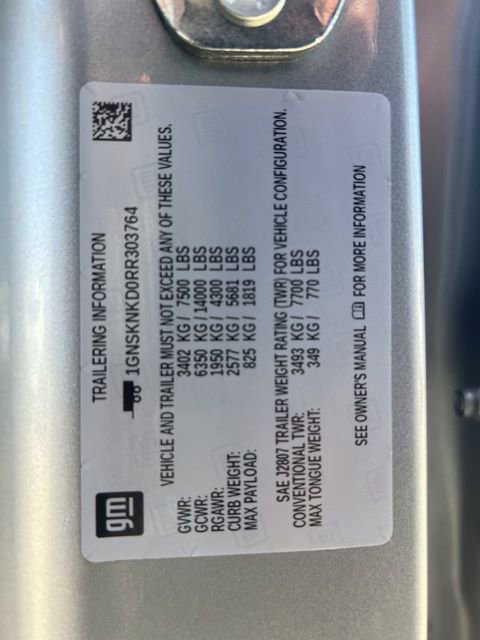 gm
TRAILERING INFORMATION
1GNSKNKD0RR303764
VEHICLE AND TRAILER MUST NOT EXCEED ANY OF THESE VALUES.
GVWR: 3402 KG / 7500 LBS
GCWR: 6350 KG / 14000 LBS
RGAWR: 1950 KG / 4300 LBS
CURB WEIGHT: 2577 KG / 5681 LBS
MAX PAYLOAD: 825 KG / 1819 LBS
SAE J2807 TRAILER WEIGHT RATING (TWR) FOR VEHICLE CONFIGURATION.
CONVENTIONAL TWR: 3493 KG / 7700 LBS
MAX TONGUE WEIGHT: 349 KG / 770 LBS
SEE OWNER'S MANUAL FOR MORE INFORMATION